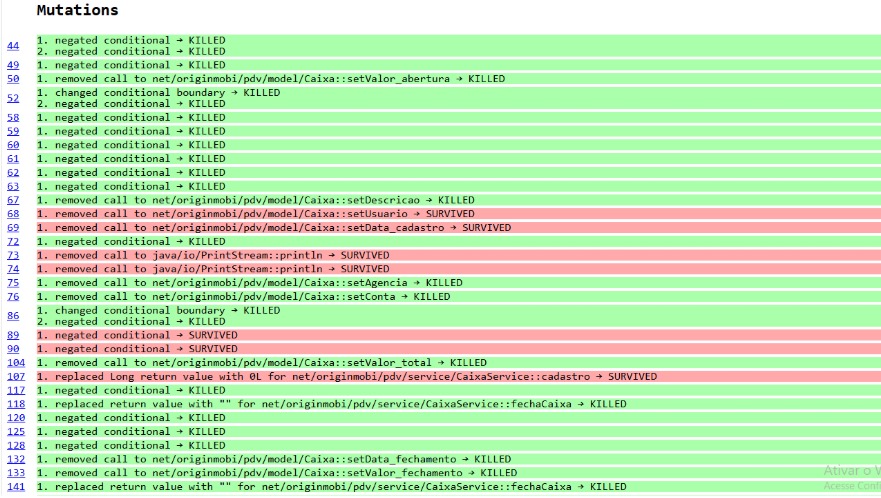 Mutations
44 1. negated conditional → KILLED
2. negated conditional → KILLED
49 1. negated conditional → KILLED
50 1. removed call to net/originmobi/pdv/model/Caixa::setValor_abertura → KILLED
52 1. changed conditional boundary → KILLED
2. negated conditional → KILLED
58 1. negated conditional → KILLED
59 1. negated conditional → KILLED
60 1. negated conditional → KILLED
61 1. negated conditional → KILLED
62 1. negated conditional → KILLED
63 1. negated conditional → KILLED
67 1. removed call to net/originmobi/pdv/model/Caixa::setDescricao → KILLED
68 1. removed call to net/originmobi/pdv/model/Caixa::setUsuario → SURVIVED
69 1. removed call to net/originmobi/pdv/model/Caixa::setData_cadastro → SURVIVED
72 1. negated conditional → KILLED
73 1. removed call to java/io/PrintStream::println → SURVIVED
74 1. removed call to java/io/PrintStream::println → SURVIVED
75 1. removed call to net/originmobi/pdv/model/Caixa::setAgencia → KILLED
76 1. removed call to net/originmobi/pdv/model/Caixa::setConta → KILLED
86 1. changed conditional boundary → KILLED
2. negated conditional → KILLED
89 1. negated conditional → SURVIVED
90 1. negated conditional → SURVIVED
104 1. removed call to net/originmobi/pdv/model/Caixa::setValor_total → KILLED
107 1. replaced Long return value with 0L for net/originmobi/pdv/service/CaixaService::cadastro → SURVIVED
117 1. negated conditional → KILLED
118 1. replaced return value with "" for net/originmobi/pdv/service/CaixaService::fechaCaixa → KILLED
120 1. negated conditional → KILLED
125 1. negated conditional → KILLED
128 1. negated conditional → KILLED
132 1. removed call to net/originmobi/pdv/model/Caixa::setData_fechamento → KILLED
133 1. removed call to net/originmobi/pdv/model/Caixa::setValor_fechamento → KILLED
Ativar o
141 1. replaced return value with "" for net/originmobi/pdv/service/CaixaService::fechaCaixa → KILLED
Acesse